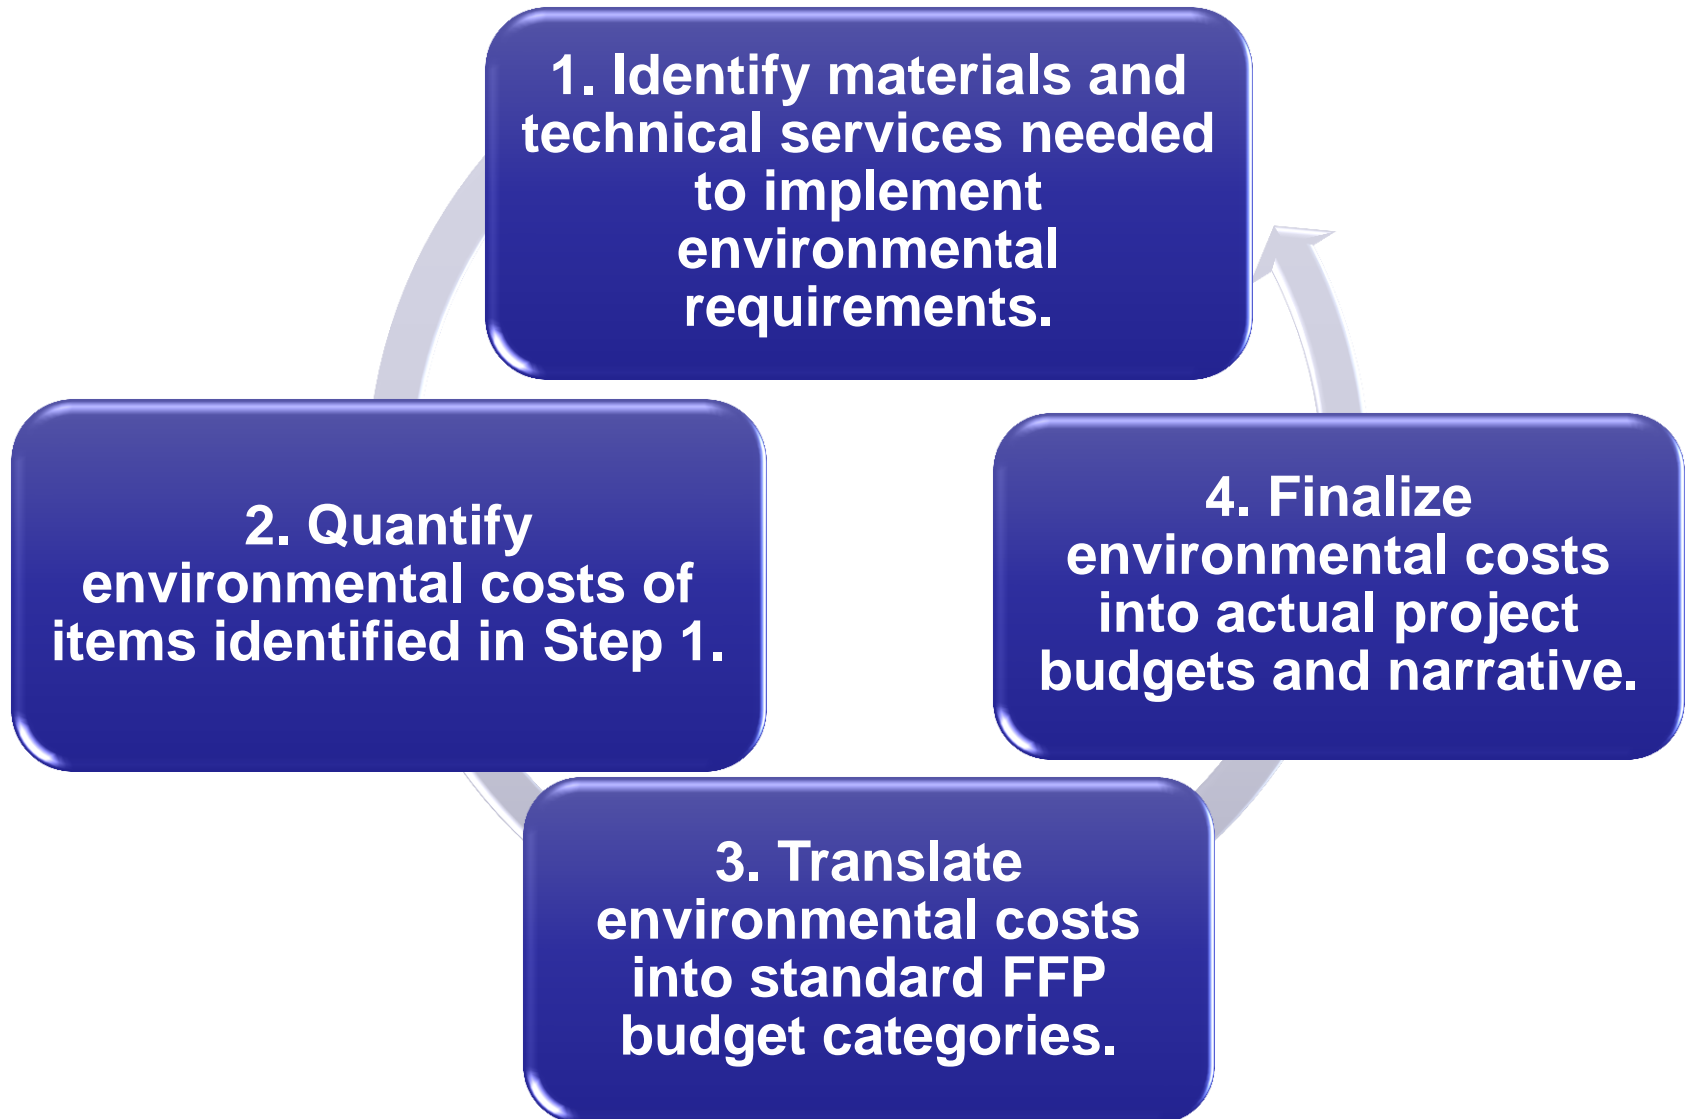 1. Identify materials and
technical services needed
to implement
environmental
requirements.
2. Quantify
environmental costs of
items identified in Step 1.
3. Translate
environmental costs
into standard FFP
budget categories.
4. Finalize
environmental costs
into actual project
budgets and narrative.